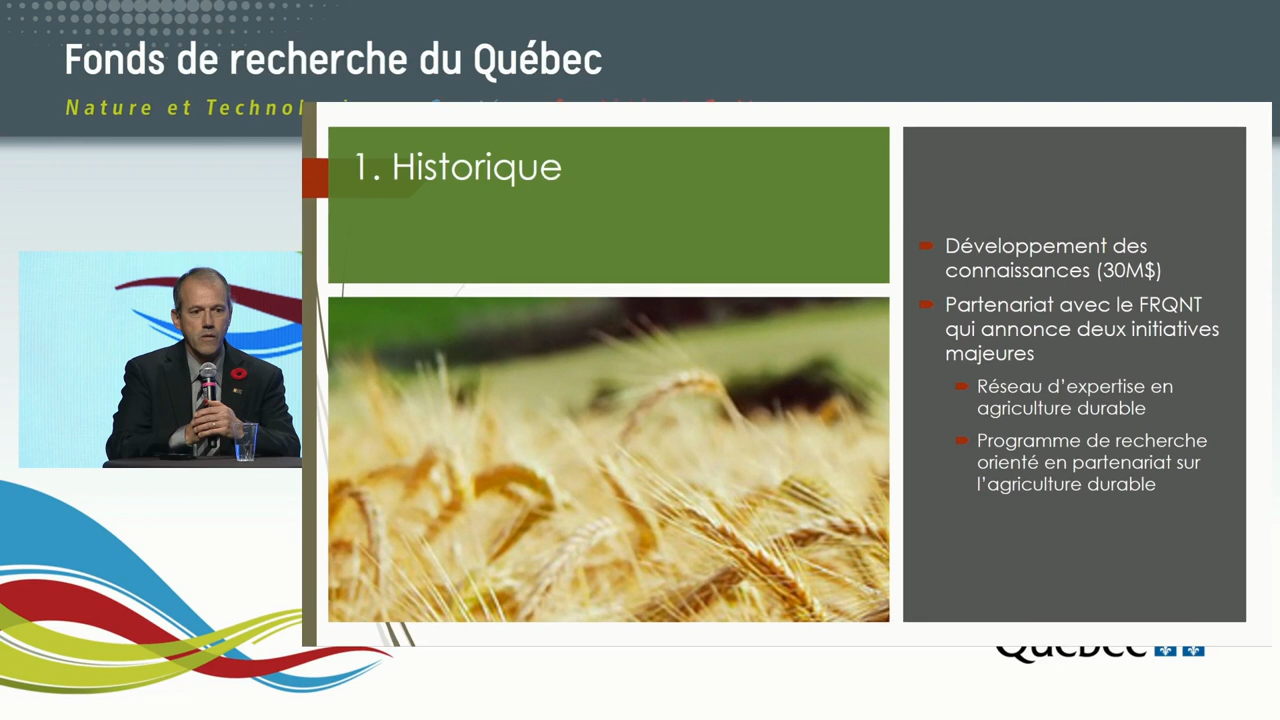 Fonds de recherche du Québec
Nature et Technol
1. Historique
Développement des
connaissances (30M$)
Partenariat avec le FRQNT
qui annonce deux initiatives
majeures
Réseau d'expertise en
agriculture durable
Programme de recherche
orienté en partenariat sur
l'agriculture durable
Québec